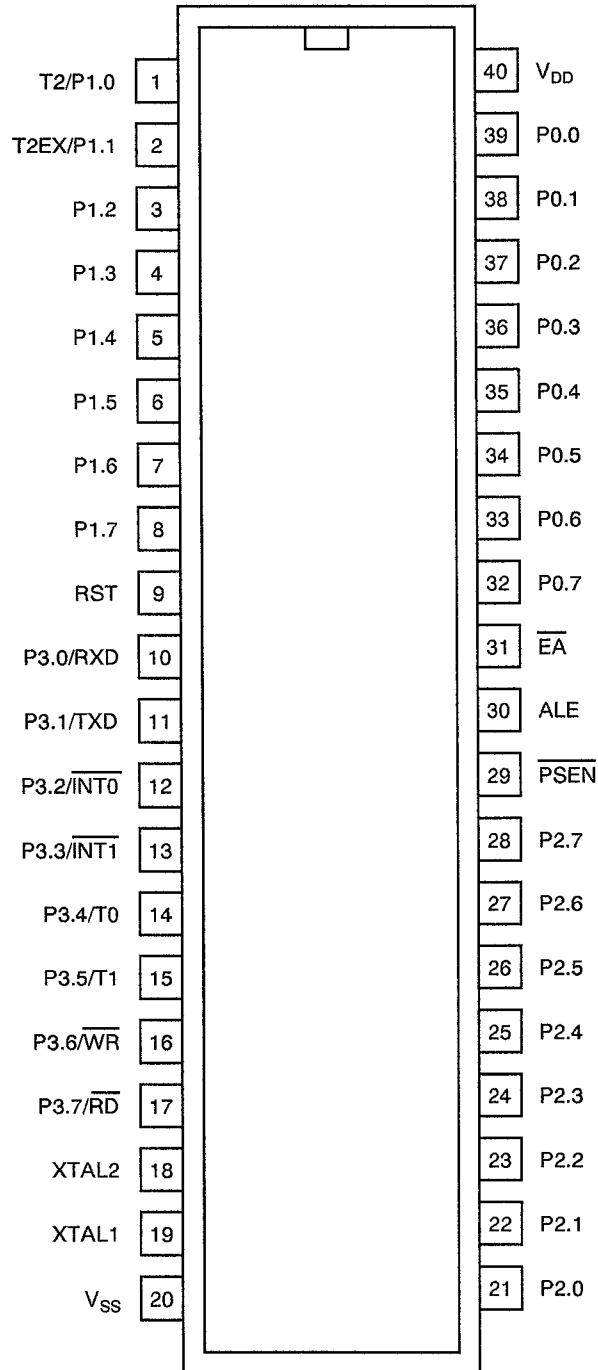 T2/P1.0 1
T2EX/P1.1 2
P1.2 3
P1.3 4
P1.4 5
P1.5 6
P1.6 7
P1.7 8
RST 9
P3.0/RXD 10
P3.1/TXD 11
P3.2/INT0 12
P3.3/INT1 13
P3.4/T0 14
P3.5/T1 15
P3.6/WR 16
P3.7/RD 17
XTAL2 18
XTAL1 19
VSS 20
40 VDD
39 P0.0
38 P0.1
37 P0.2
36 P0.3
35 P0.4
34 P0.5
33 P0.6
32 P0.7
31 EA
30 ALE
29 PSEN
28 P2.7
27 P2.6
26 P2.5
25 P2.4
24 P2.3
23 P2.2
22 P2.1
21 P2.0